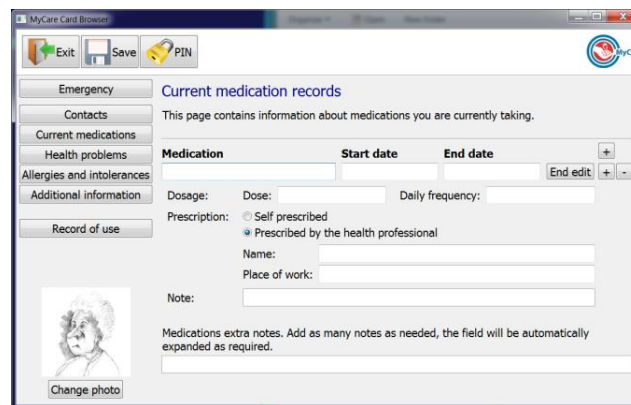 MyCare Card Browser
Exit Save PIN
MyC
Emergency
Contacts
Current medications
Health problems
Allergies and intolerances
Additional information
Record of use
Change photo
Current medication records
This page contains information about medications you are currently taking.
Medication Start date End date +
End edit + -
Dosage: Dose: Daily frequency:
Prescription: Self prescribed
Prescribed by the health professional
Name:
Place of work:
Note:
Medications extra notes. Add as many notes as needed, the field will be automatically
expanded as required.